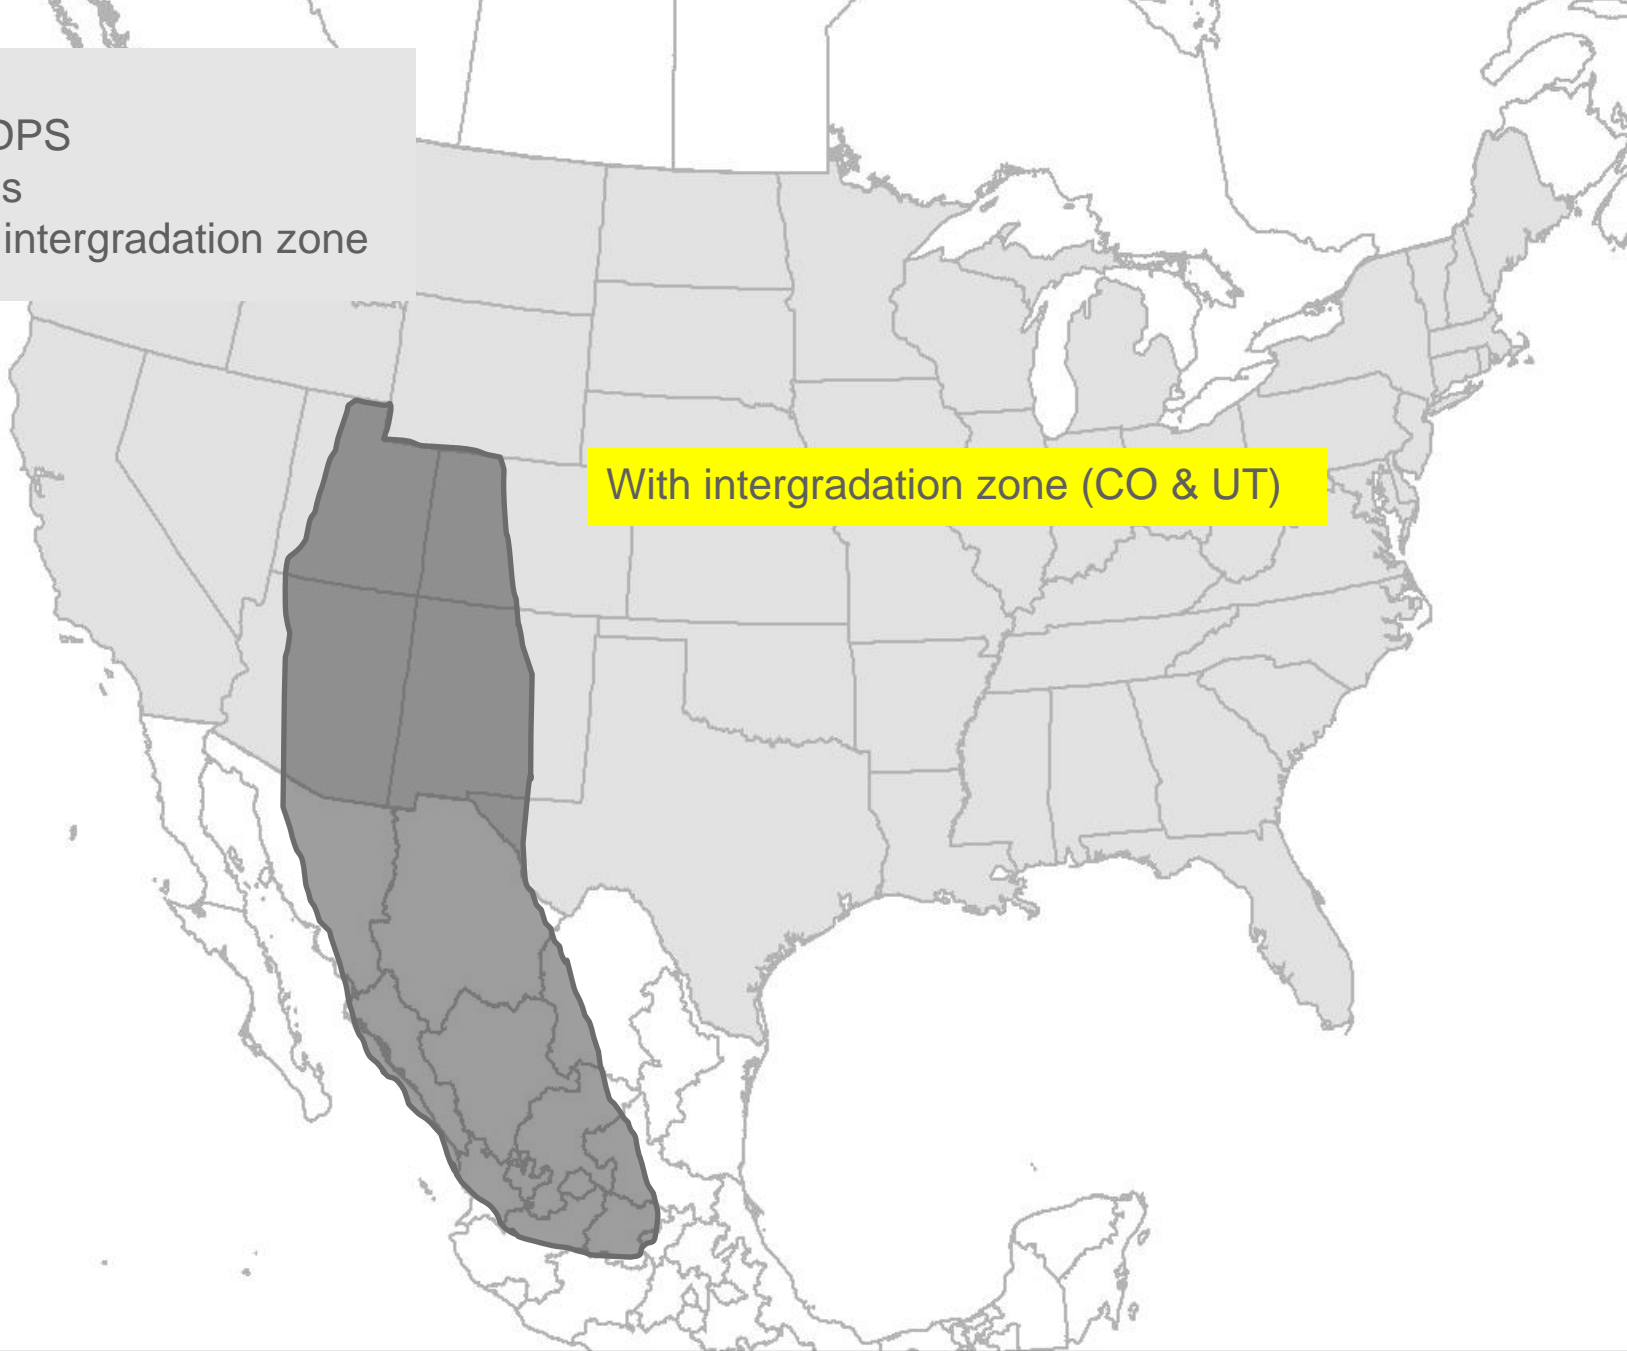 DPS
s
intergradation zone
With intergradation zone (CO & UT)